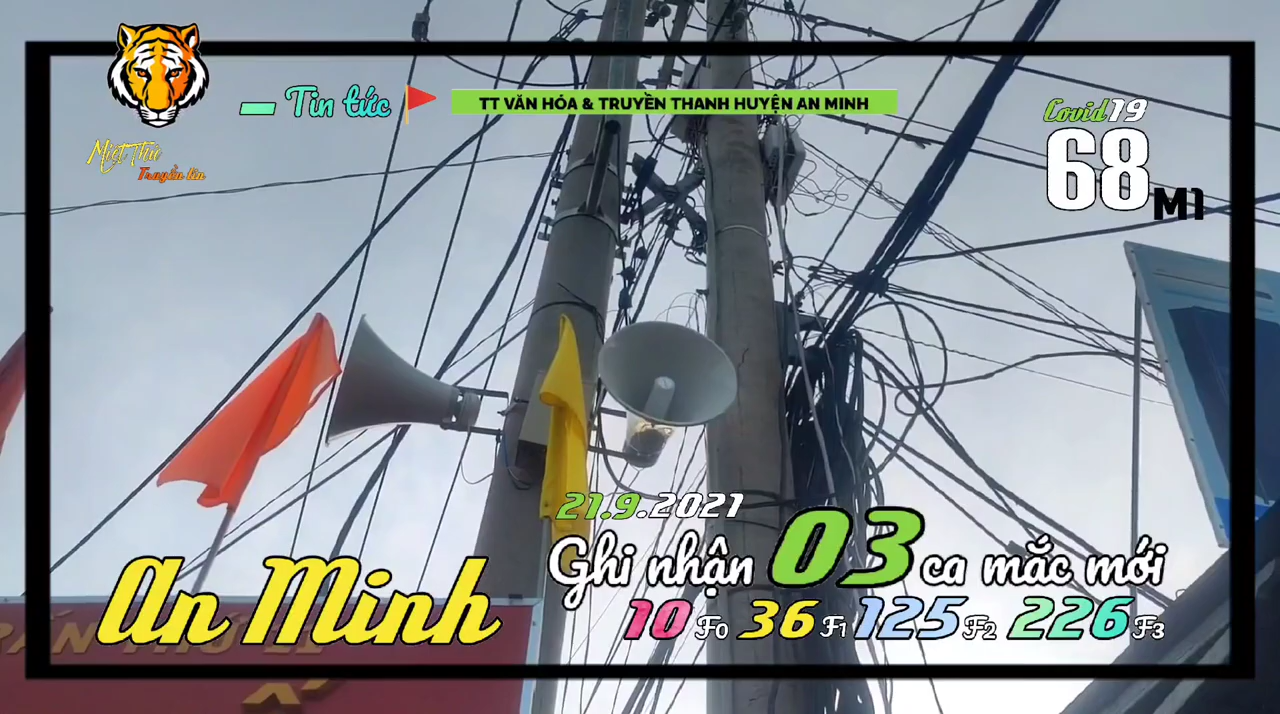 Tin tức
TT VĂN HÓA & TRUYỀN THANH HUYỆN AN MINH
Covid19
68 M1
Miệt Thứ
Truyền tin
21.9.2021
Ghi nhận 03 ca mắc mới
An Minh
10 F0 36 F1 125 F2 226 F3